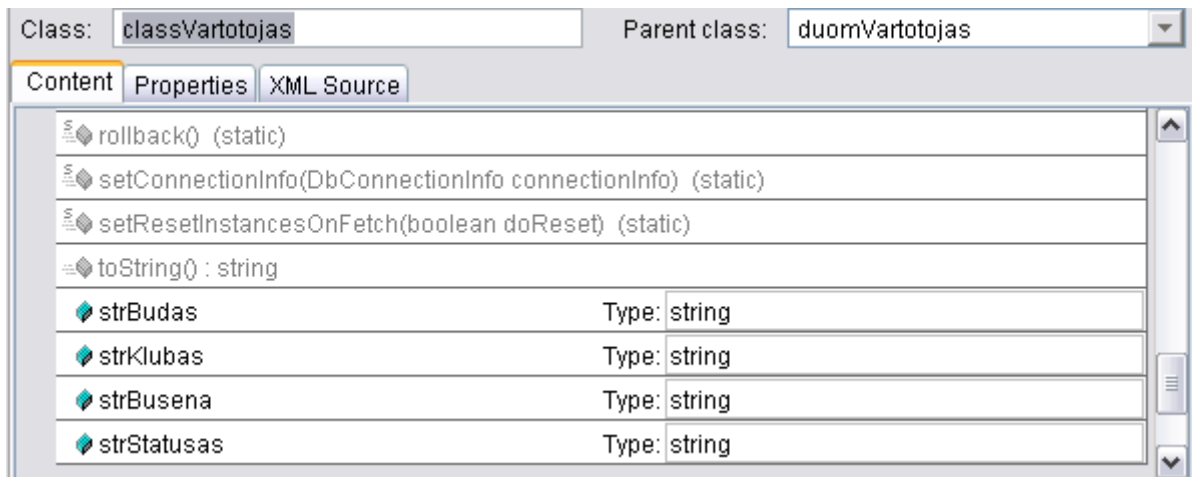 Class: classVartotojas Parent class: duomVartotojas
Content Properties XML Source
S rollback() (static)
S setConnectionInfo(DbConnectionInfo connectionInfo) (static)
S setResetInstancesOnFetch(boolean doReset) (static)
toString() : string
strBudas Type: string
strKlubas Type: string
strBusena Type: string
strStatusas Type: string